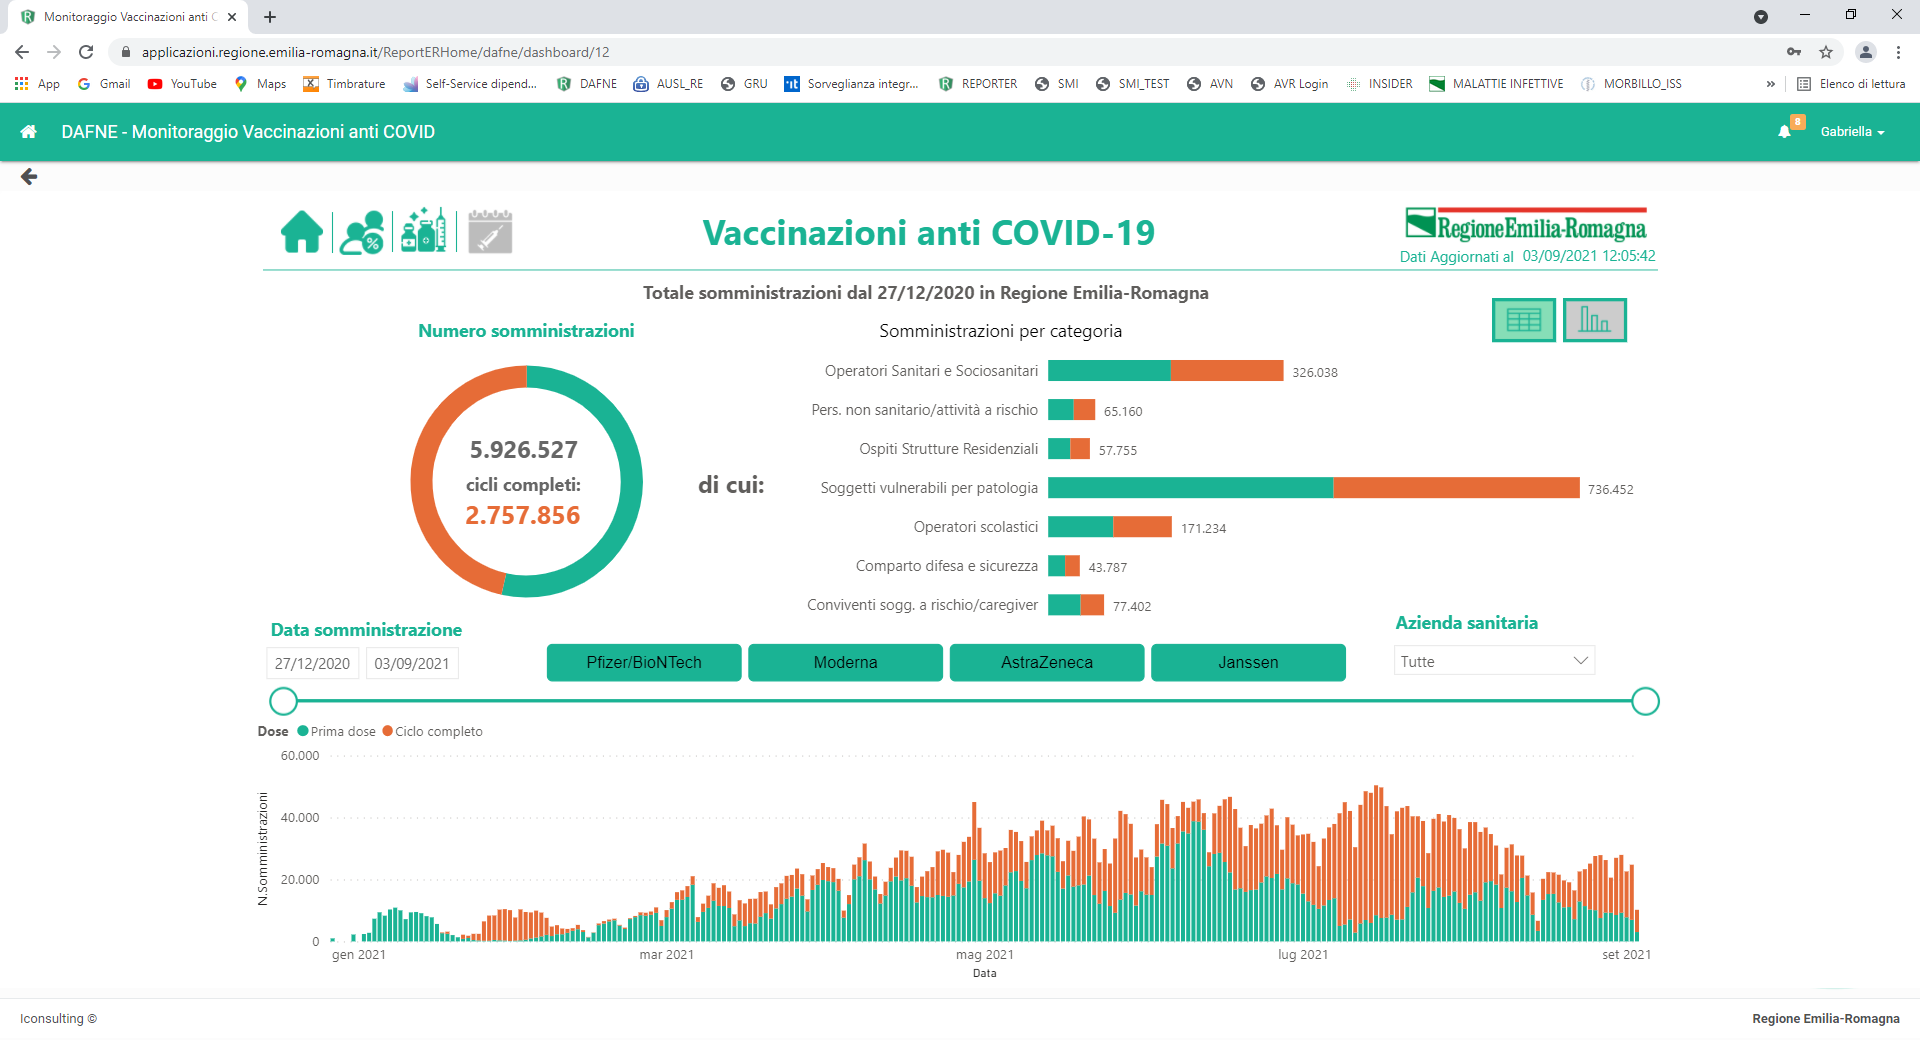 Monitoraggio Vaccinazioni anti C
applicazioni.regione.emilia-romagna.it/ReportERHome/dafne/dashboard/12
App Gmail YouTube Maps Timbrature Self-Service dipend... DAFNE AUSL_RE GRU Sorveglianza integr... REPORTER SMI SMI_TEST AVN AVR Login INSIDER MALATTIE INFETTIVE MORBILLO_ISS » Elenco di lettura
DAFNE - Monitoraggio Vaccinazioni anti COVID
8
Gabriella
Vaccinazioni anti COVID-19
RegioneEmilia-Romagna
Dati Aggiornati al 03/09/2021 12:05:42
Totale somministrazioni dal 27/12/2020 in Regione Emilia-Romagna
Numero somministrazioni
5.926.527
cicli completi:
2.757.856
di cui:
Somministrazioni per categoria
Operatori Sanitari e Sociosanitari 326.038
Pers. non sanitario/attività a rischio 65.160
Ospiti Strutture Residenziali 57.755
Soggetti vulnerabili per patologia 736.452
Operatori scolastici 171.234
Comparto difesa e sicurezza 43.787
Conviventi sogg. a rischio/caregiver 77.402
Data somministrazione
27/12/2020 03/09/2021
Pfizer/BioNTech Moderna AstraZeneca Janssen
Azienda sanitaria
Tutte
Dose Prima dose Ciclo completo
N.Somministrazioni
60.000
40.000
20.000
0
gen 2021 mar 2021 mag 2021 lug 2021 set 2021
Data
Iconsulting ©
Regione Emilia-Romagna